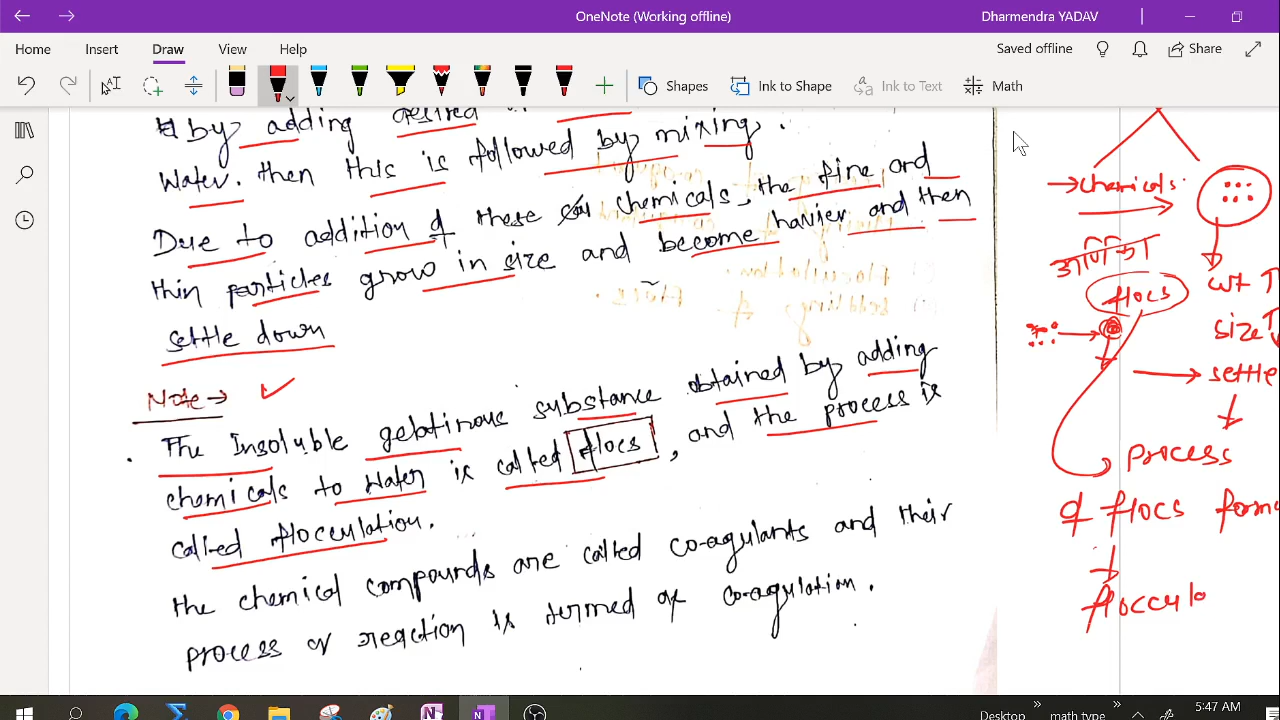 OneNote (Working offline)
Dharmendra YADAV
Home
Insert
Draw
View
Help
Saved offline
Share
Shapes
Ink to Shape
Ink to Text
Math
by adding desired
Water. then this is followed by mixing.
Due to addition of these chemicals, the fine and
thin particles grow in size and become havier and then
settle down
Note →
The Insoluble gelatinous substance obtained by adding
chemicals to Water is called flocs, and the process is
called flocculation.
the chemical compounds are called co-agulants and their
process or reaction is termed as co-agulation.
→chemicals.
flocs
wt ↑
size↑
→ settle
process
of flocs form
floccula
Desktop
math type
5:47 AM